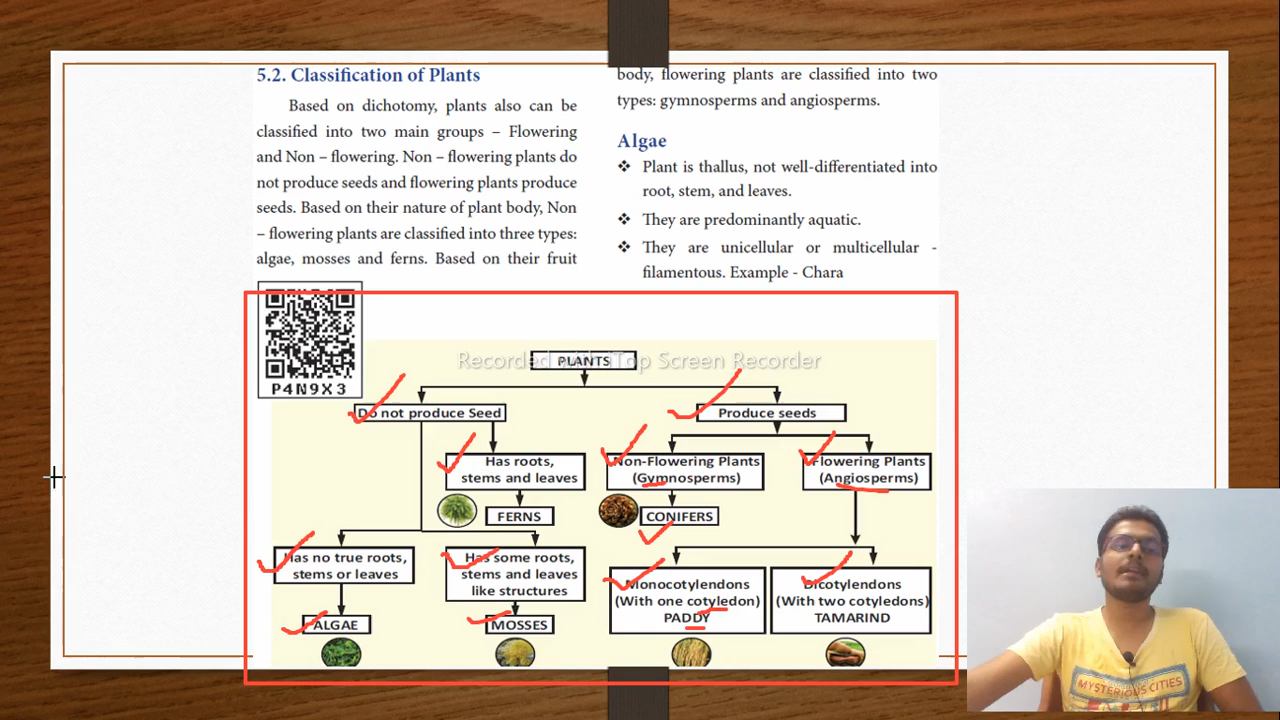 5.2. Classification of Plants
Based on dichotomy, plants also can be
classified into two main groups – Flowering
and Non – flowering. Non – flowering plants do
not produce seeds and flowering plants produce
seeds. Based on their nature of plant body, Non
– flowering plants are classified into three types:
algae, mosses and ferns. Based on their fruit
body, flowering plants are classified into two
types: gymnosperms and angiosperms.
Algae
❖ Plant is thallus, not well-differentiated into
root, stem, and leaves.
❖ They are predominantly aquatic.
❖ They are unicellular or multicellular -
filamentous. Example - Chara
P4N9X3
Recorded with iTop Screen Recorder
PLANTS
Do not produce Seed
Produce seeds
Has roots,
stems and leaves
Non-Flowering Plants
(Gymnosperms)
Flowering Plants
(Angiosperms)
FERNS
CONIFERS
Has no true roots,
stems or leaves
Has some roots,
stems and leaves
like structures
Monocotylendons
(With one cotyledon)
PADDY
Dicotylendons
(With two cotyledons)
TAMARIND
ALGAE
MOSSES
MYSTERIOUS CITIES